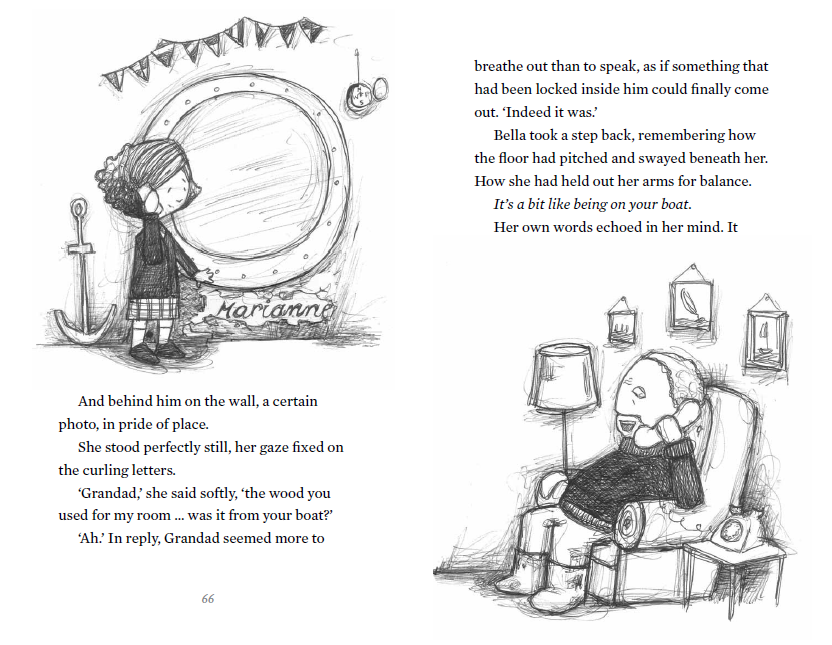 Marianne
And behind him on the wall, a certain
photo, in pride of place.
She stood perfectly still, her gaze fixed on
the curling letters.
‘Grandad,’ she said softly, ‘the wood you
used for my room ... was it from your boat?’
‘Ah.’ In reply, Grandad seemed more to
66
breathe out than to speak, as if something that
had been locked inside him could finally come
out. ‘Indeed it was.’
Bella took a step back, remembering how
the floor had pitched and swayed beneath her.
How she had held out her arms for balance.
It’s a bit like being on your boat.
Her own words echoed in her mind. It